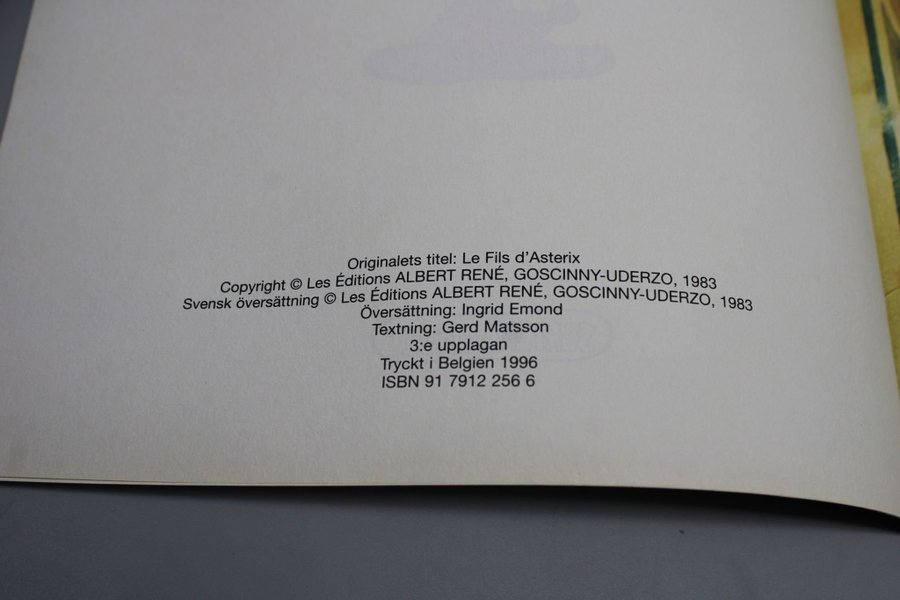 Originalets titel: Le Fils d'Asterix
Copyright © Les Éditions ALBERT RENÉ, GOSCINNY-UDERZO, 1983
Svensk översättning © Les Éditions ALBERT RENÉ, GOSCINNY-UDERZO, 1983
Översättning: Ingrid Emond
Textning: Gerd Matsson
3:e upplagan
Tryckt i Belgien 1996
ISBN 91 7912 256 6